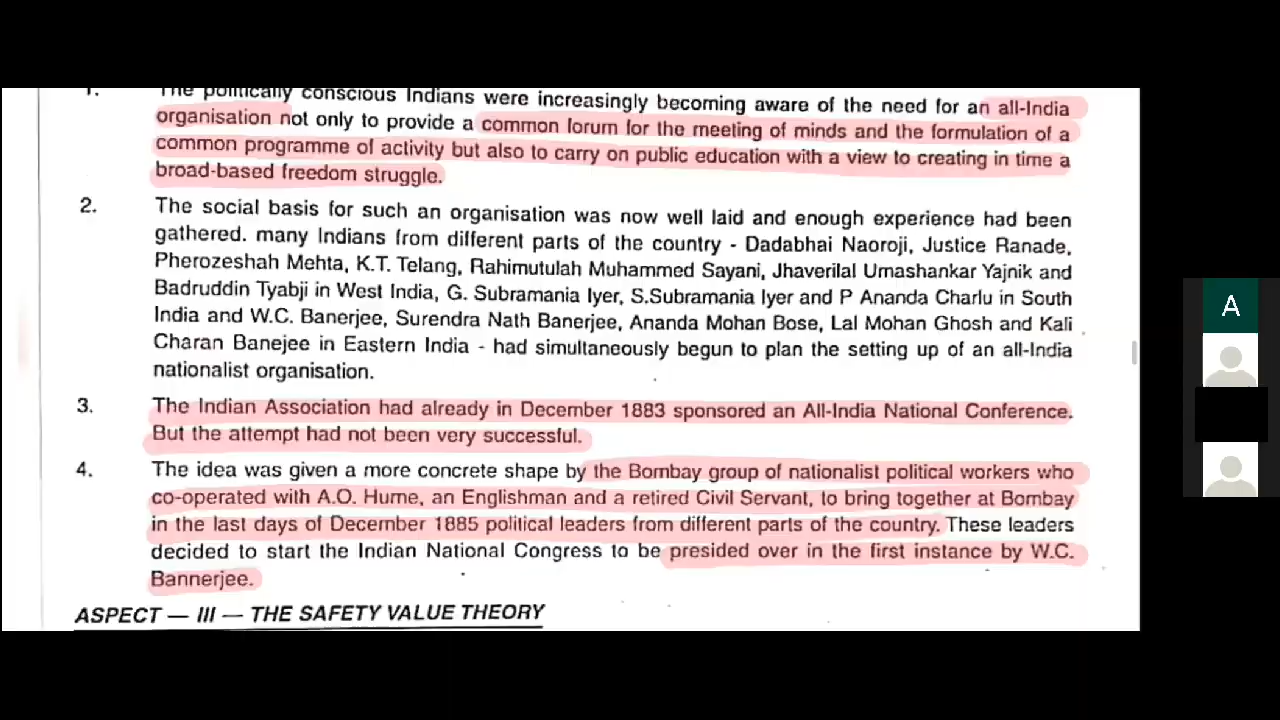 1. The politically conscious Indians were increasingly becoming aware of the need for an all-India
organisation not only to provide a common forum for the meeting of minds and the formulation of a
common programme of activity but also to carry on public education with a view to creating in time a
broad-based freedom struggle.
2. The social basis for such an organisation was now well laid and enough experience had been
gathered. many Indians from different parts of the country - Dadabhai Naoroji, Justice Ranade,
Pherozeshah Mehta, K.T. Telang, Rahimutulah Muhammed Sayani, Jhaverilal Umashankar Yajnik and
Badruddin Tyabji in West India, G. Subramania Iyer, S.Subramania Iyer and P Ananda Charlu in South
India and W.C. Banerjee, Surendra Nath Banerjee, Ananda Mohan Bose, Lal Mohan Ghosh and Kali
Charan Banejee in Eastern India - had simultaneously begun to plan the setting up of an all-India
nationalist organisation.
3. The Indian Association had already in December 1883 sponsored an All-India National Conference.
But the attempt had not been very successful.
4. The idea was given a more concrete shape by the Bombay group of nationalist political workers who
co-operated with A.O. Hume, an Englishman and a retired Civil Servant, to bring together at Bombay
in the last days of December 1885 political leaders from different parts of the country. These leaders
decided to start the Indian National Congress to be presided over in the first instance by W.C.
Bannerjee.
ASPECT — III — THE SAFETY VALUE THEORY
A